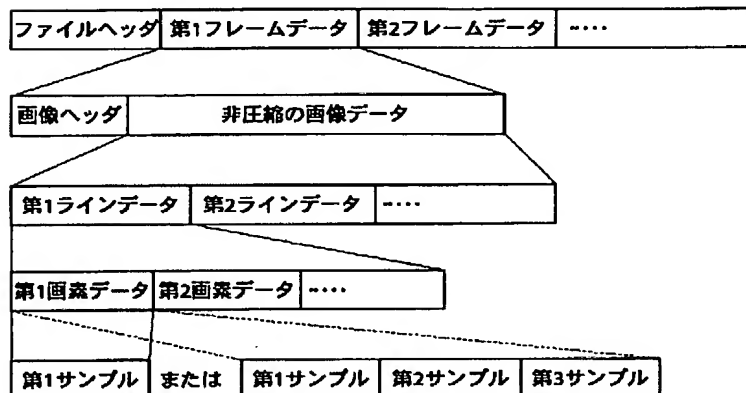 ファイルヘッダ 第1フレームデータ 第2フレームデータ ・・・・
画像ヘッダ 非圧縮の画像データ
第1ラインデータ 第2ラインデータ ・・・・
第1画素データ 第2画素データ ・・・・
第1サンプル または 第1サンプル 第2サンプル 第3サンプル